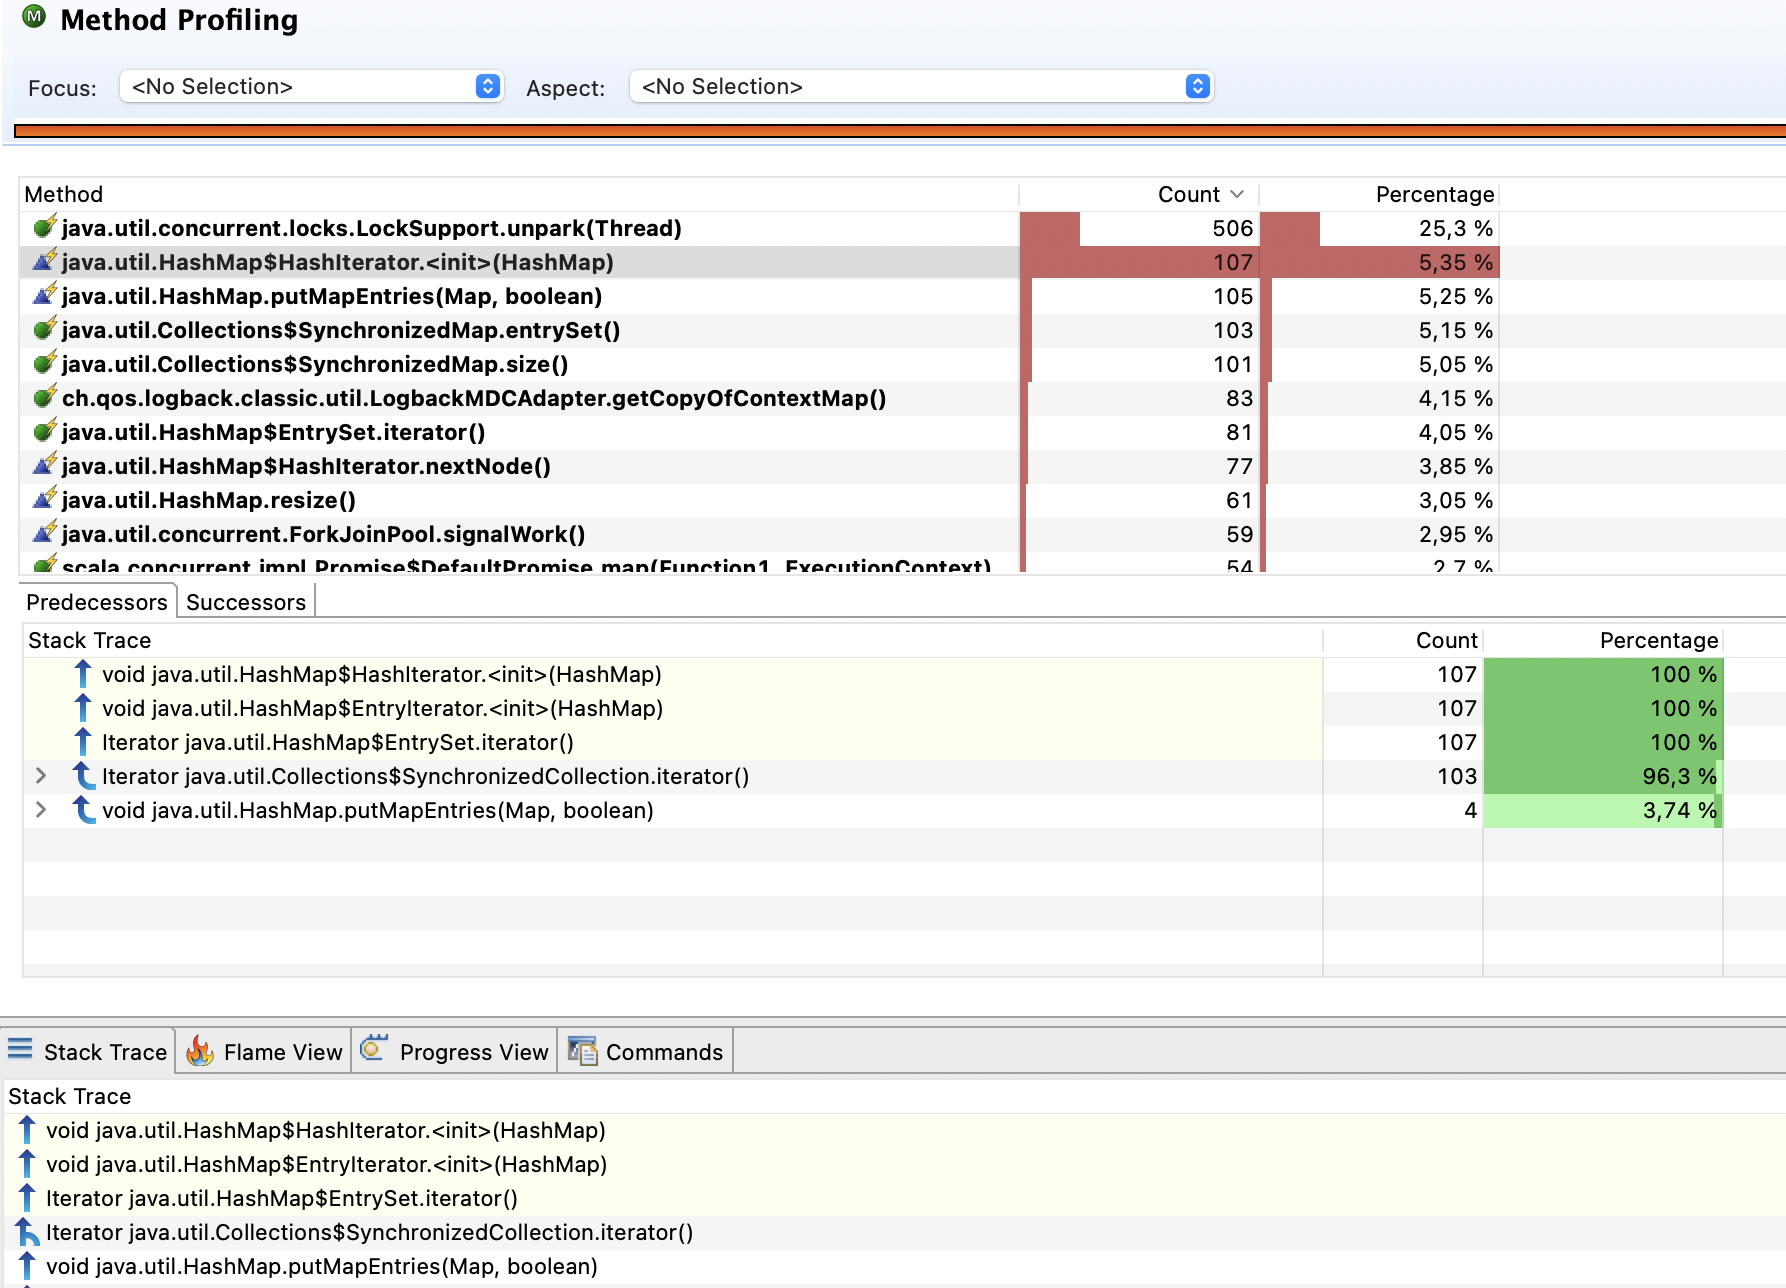 Method Profiling
Focus: <No Selection> Aspect: <No Selection>
Method Count Percentage
java.util.concurrent.locks.LockSupport.unpark(Thread) 506 25,3 %
java.util.HashMap$HashIterator.<init>(HashMap) 107 5,35 %
java.util.HashMap.putMapEntries(Map, boolean) 105 5,25 %
java.util.Collections$SynchronizedMap.entrySet() 103 5,15 %
java.util.Collections$SynchronizedMap.size() 101 5,05 %
ch.qos.logback.classic.util.LogbackMDCAdapter.getCopyOfContextMap() 83 4,15 %
java.util.HashMap$EntrySet.iterator() 81 4,05 %
java.util.HashMap$HashIterator.nextNode() 77 3,85 %
java.util.HashMap.resize() 61 3,05 %
java.util.concurrent.ForkJoinPool.signalWork() 59 2,95 %
scala.concurrent.impl.Promise$DefaultPromise.map(Function1, ExecutionContext) 54 2,7 %
Predecessors Successors
Stack Trace Count Percentage
void java.util.HashMap$HashIterator.<init>(HashMap) 107 100 %
void java.util.HashMap$EntryIterator.<init>(HashMap) 107 100 %
Iterator java.util.HashMap$EntrySet.iterator() 107 100 %
Iterator java.util.Collections$SynchronizedCollection.iterator() 103 96,3 %
void java.util.HashMap.putMapEntries(Map, boolean) 4 3,74 %
Stack Trace Flame View Progress View Commands
Stack Trace
void java.util.HashMap$HashIterator.<init>(HashMap)
void java.util.HashMap$EntryIterator.<init>(HashMap)
Iterator java.util.HashMap$EntrySet.iterator()
Iterator java.util.Collections$SynchronizedCollection.iterator()
void java.util.HashMap.putMapEntries(Map, boolean)